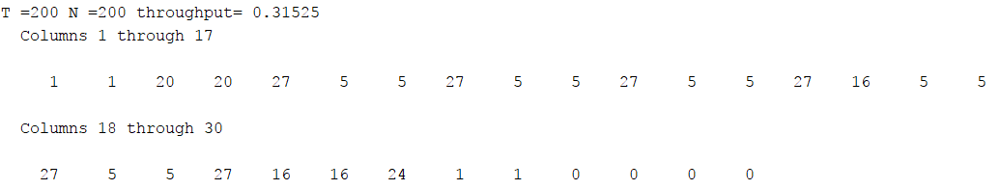 T =200 N =200 throughput= 0.31525
Columns 1 through 17
1 1 20 20 27 5 5 27 5 5 27 5 5 27 16 5 5
Columns 18 through 30
27 5 5 27 16 16 24 1 1 0 0 0 0